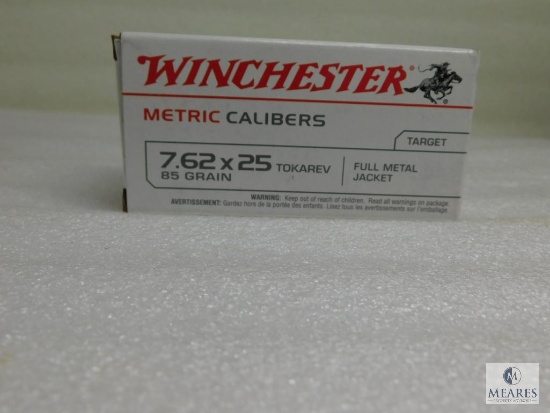 WINCHESTER
METRIC CALIBERS
TARGET
7.62 x 25 TOKAREV
85 GRAIN
FULL METAL
JACKET
WARNING: Keep out of reach of children. Read all warnings on package.
AVERTISSEMENT: Gardez hors de la portée des enfants. Lisez tous les avertissements sur l'emballage.
M
MEARES